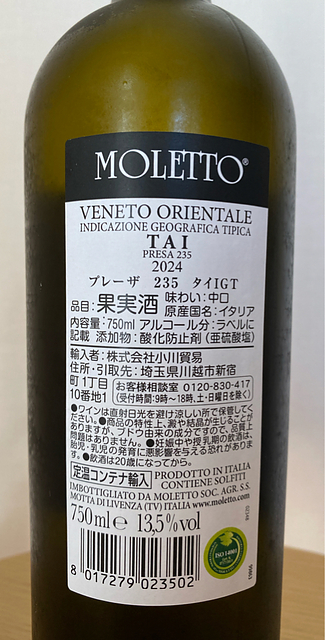 MOLETTO®
VENETO ORIENTALE
INDICAZIONE GEOGRAFICA TIPICA
TAI
PRESA 235
2024
プレーザ 235 タイIGT
品目:果実酒 味わい:中口
原産国名:イタリア
内容量:750ml アルコール分:ラベルに
記載 添加物:酸化防止剤(亜硫酸塩)
輸入者:株式会社小川貿易
住所・引取先:埼玉県川越市新宿
町1丁目
10番地1
お客様相談室 0120-830-417
(受付時間:9時〜18時、土・日曜日を除く)
●ワインは直射日光を避け涼しい所で保管してく
ださい。●商品の特性上、澱や結晶が生じることが
ありますが、ブドウ由来の成分ですので、品質上
問題はありません。●妊娠中や授乳期の飲酒は、
胎児・乳児の発育に悪影響を与える恐れがありま
す。●飲酒は20歳になってから。
定温コンテナ輸入
PRODOTTO IN ITALIA
CONTIENE SOLFITI
IMBOTTIGLIATO DA MOLETTO SOC. AGR. S.S.
MOTTA DI LIVENZA (TV) ITALIA www.moletto.com
750 ml e 13,5% vol
ISO 14001
8 017279 023502